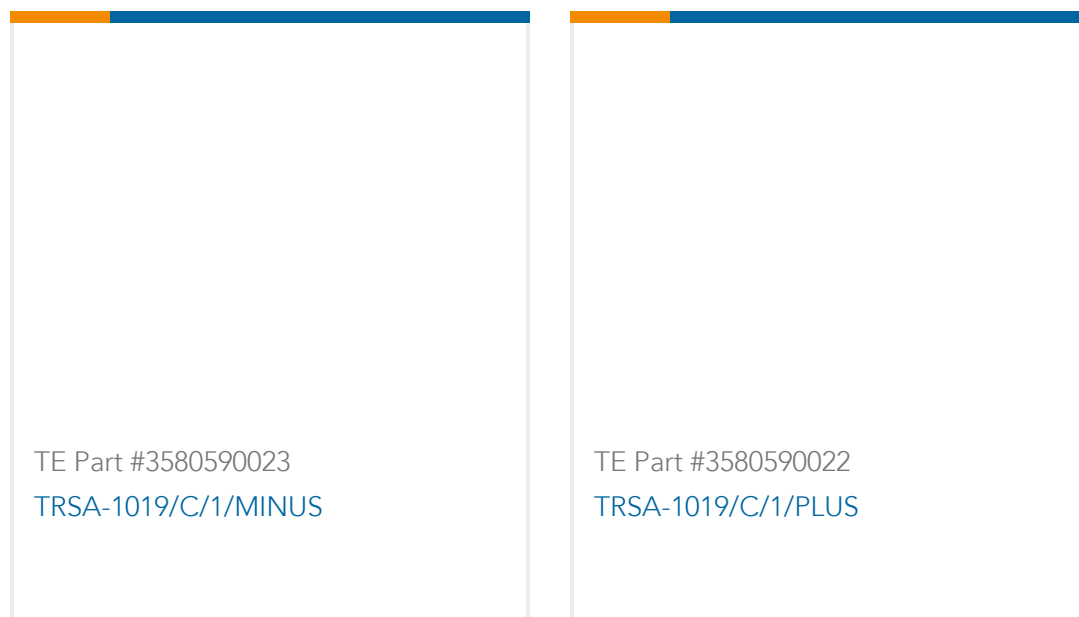 TE Part #3580590023
TRSA-1019/C/1/MINUS
TE Part #3580590022
TRSA-1019/C/1/PLUS